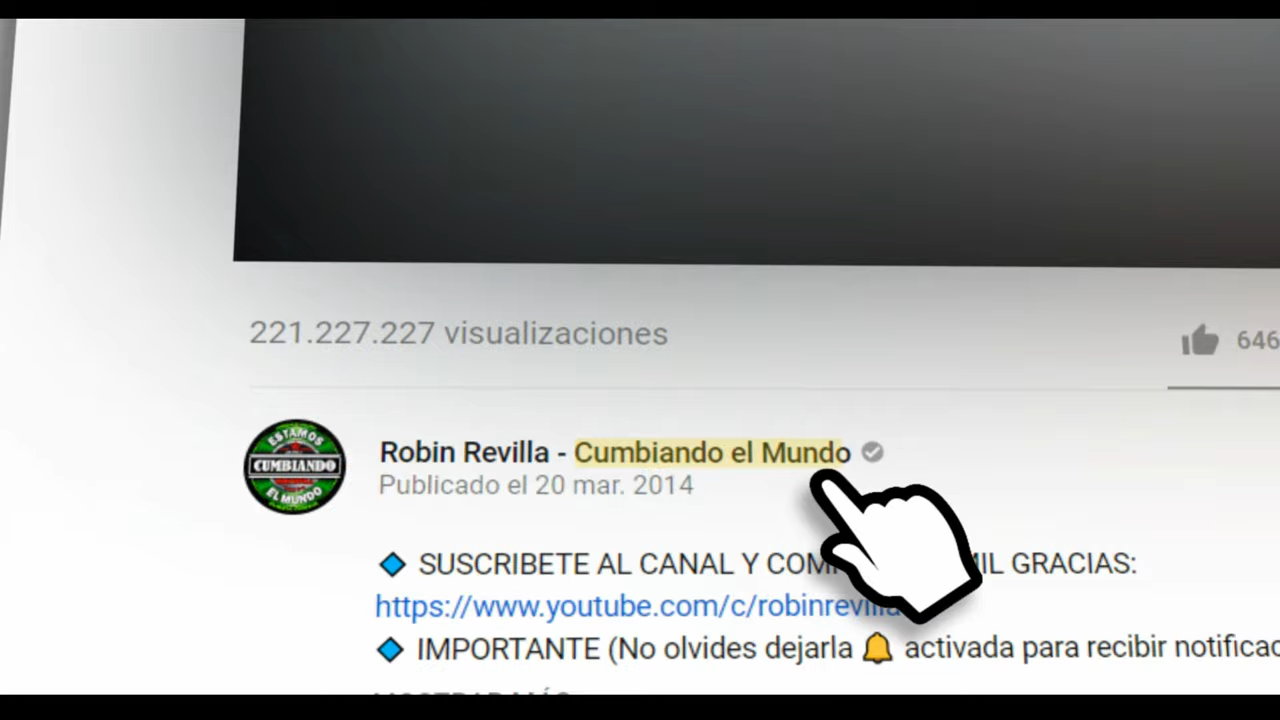 221.227.227 visualizaciones
646
ESTAMOS
CUMBIANDO
EL MUNDO
Robin Revilla - Cumbiando el Mundo
Publicado el 20 mar. 2014
SUSCRIBETE AL CANAL Y COM IL GRACIAS:
https://www.youtube.com/c/robinrevilla
IMPORTANTE (No olvides dejarla 🔔 activada para recibir notificac